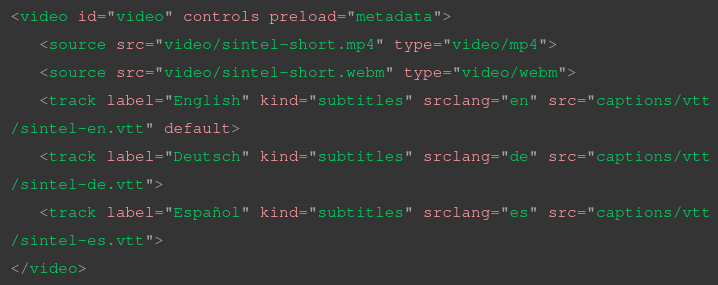 <video id="video" controls preload="metadata">
<source src="video/sintel-short.mp4" type="video/mp4">
<source src="video/sintel-short.webm" type="video/webm">
<track label="English" kind="subtitles" srclang="en" src="captions/vtt
/sintel-en.vtt" default>
<track label="Deutsch" kind="subtitles" srclang="de" src="captions/vtt
/sintel-de.vtt">
<track label="Español" kind="subtitles" srclang="es" src="captions/vtt
/sintel-es.vtt">
</video>